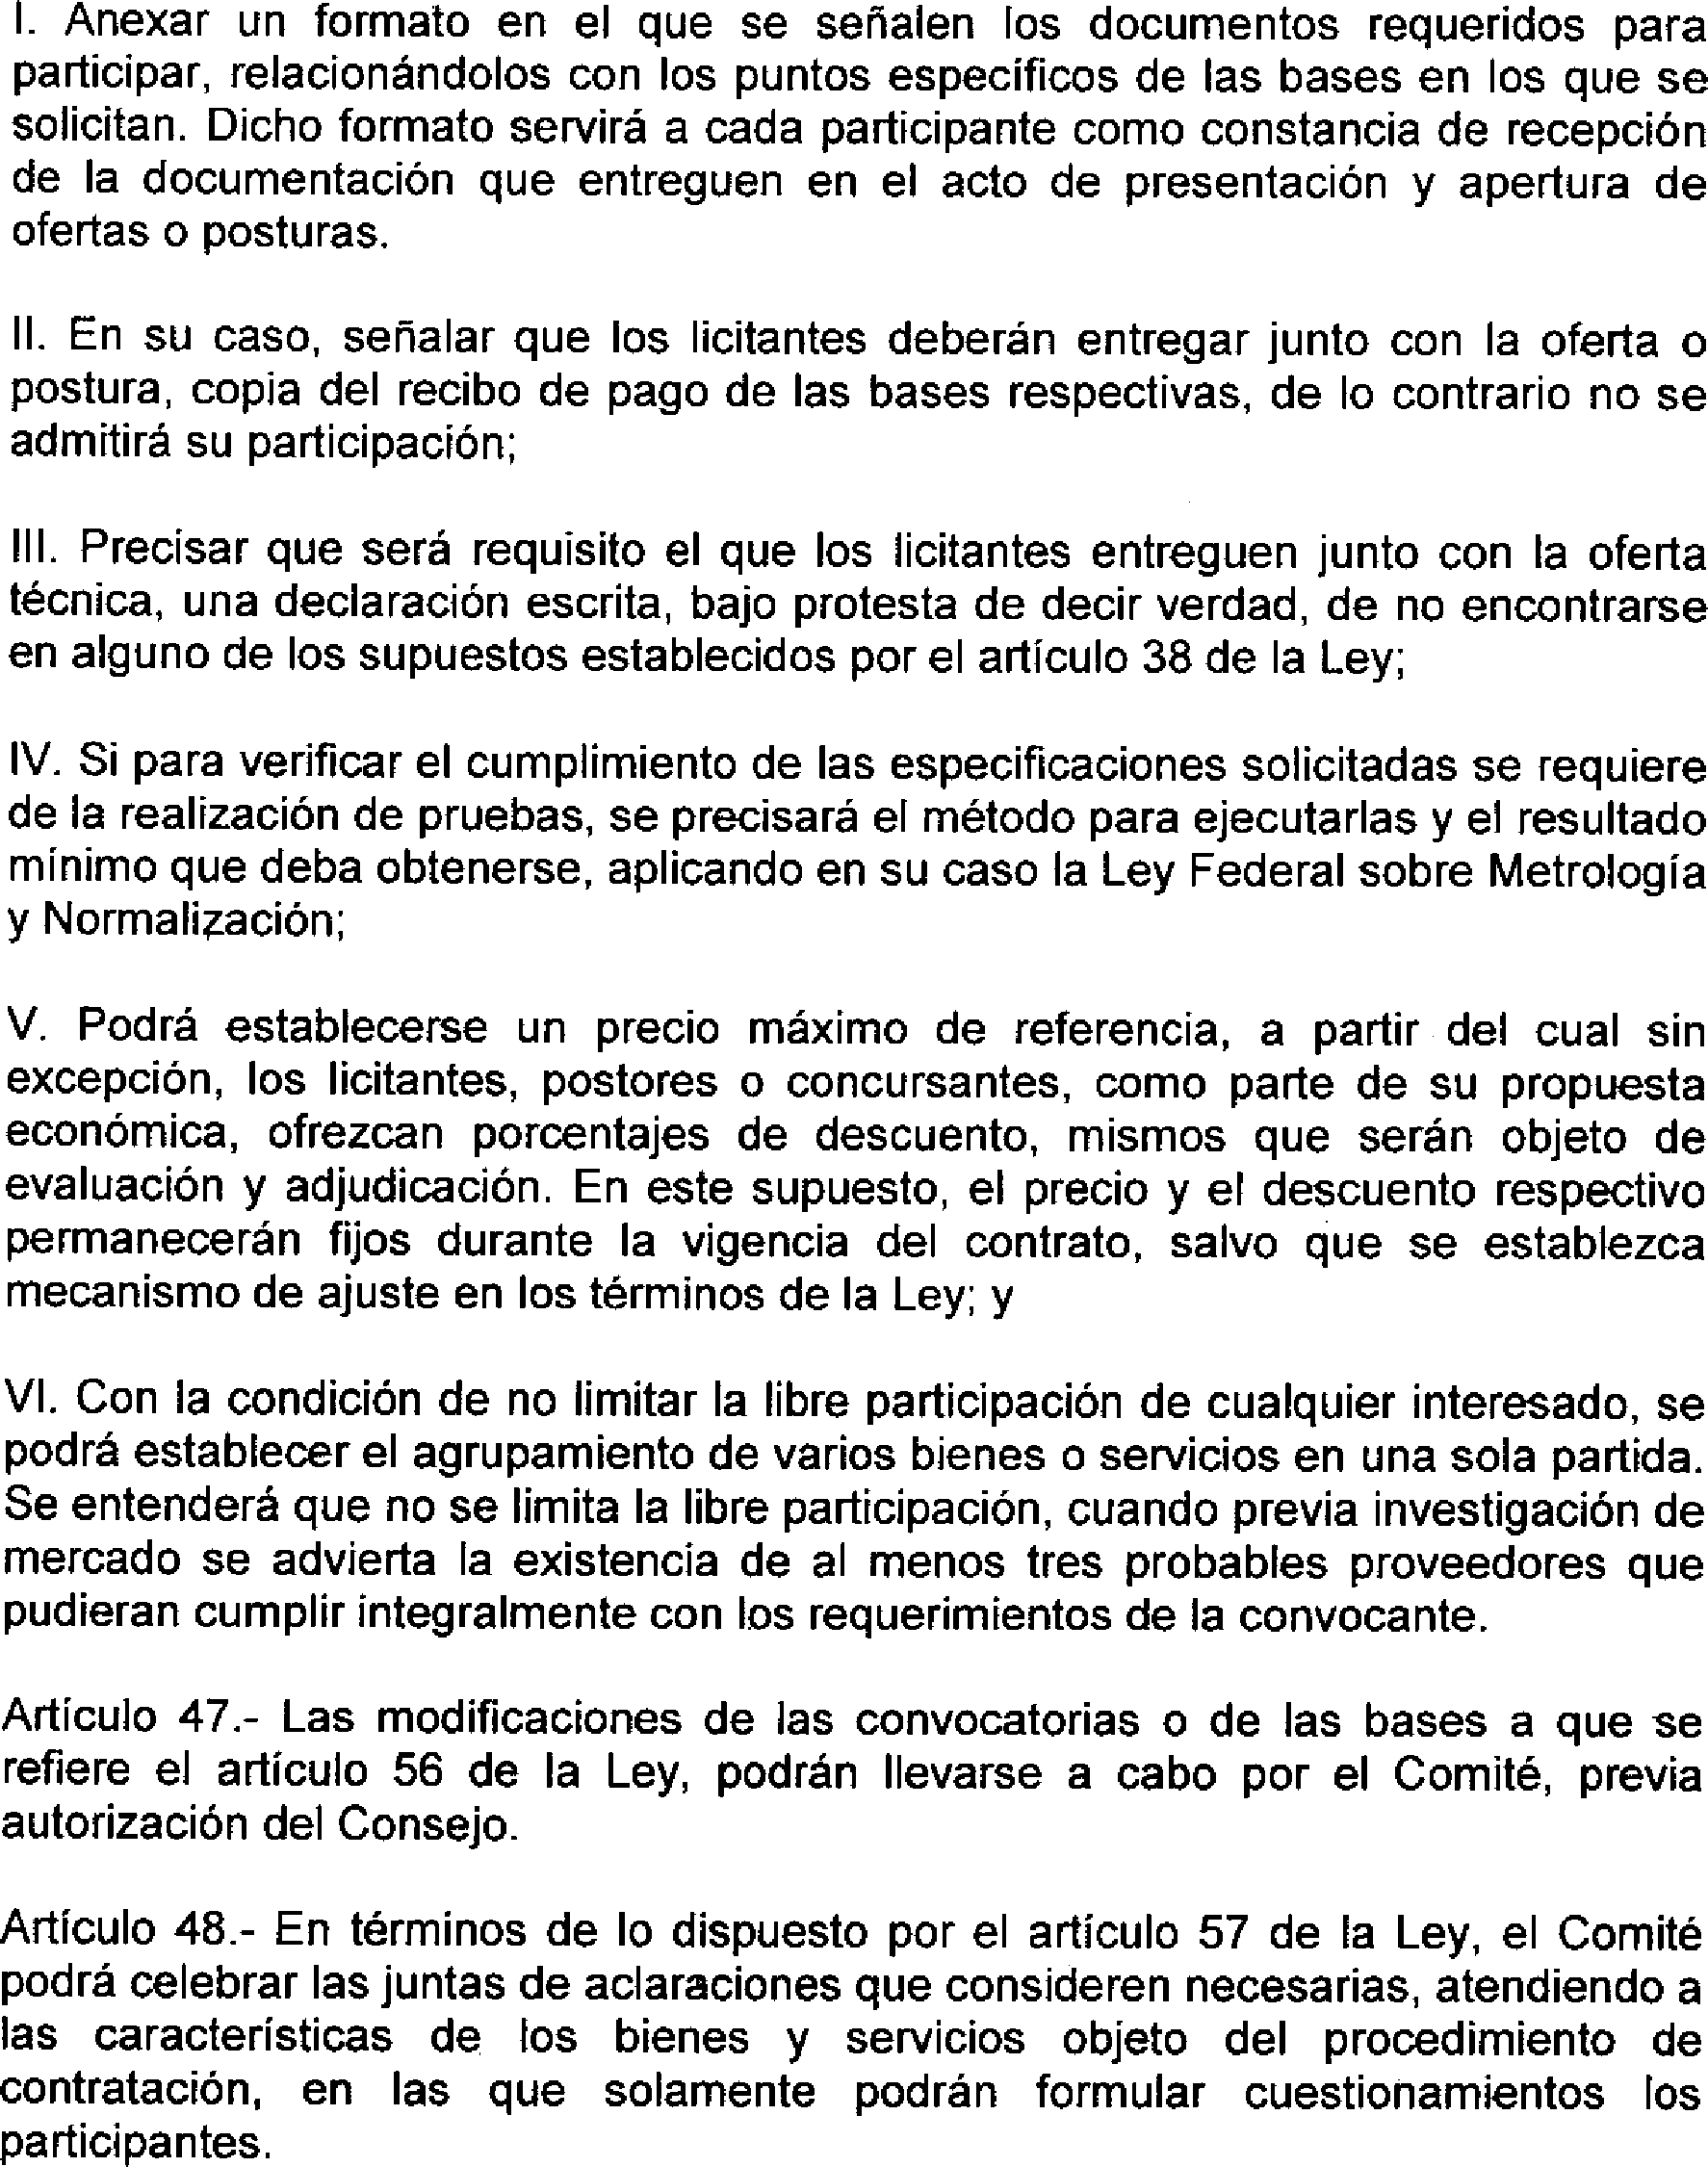 I. Anexar un formato en el que se señalen los documentos requeridos para
participar, relacionándolos con los puntos específicos de las bases en los que se
solicitan. Dicho formato servirá a cada participante como constancia de recepción
de la documentación que entreguen en el acto de presentación y apertura de
ofertas o posturas.
II. En su caso, señalar que los licitantes deberán entregar junto con la oferta o
postura, copia del recibo de pago de las bases respectivas, de lo contrario no se
admitirá su participación;
III. Precisar que será requisito el que los licitantes entreguen junto con la oferta
técnica, una declaración escrita, bajo protesta de decir verdad, de no encontrarse
en alguno de los supuestos establecidos por el artículo 38 de la Ley;
IV. Si para verificar el cumplimiento de las especificaciones solicitadas se requiere
de la realización de pruebas, se precisará el método para ejecutarlas y el resultado
mínimo que deba obtenerse, aplicando en su caso la Ley Federal sobre Metrología
y Normalización;
V. Podrá establecerse un precio máximo de referencia, a partir del cual sin
excepción, los licitantes, postores o concursantes, como parte de su propuesta
económica, ofrezcan porcentajes de descuento, mismos que serán objeto de
evaluación y adjudicación. En este supuesto, el precio y el descuento respectivo
permanecerán fijos durante la vigencia del contrato, salvo que se establezca
mecanismo de ajuste en los términos de la Ley; y
VI. Con la condición de no limitar la libre participación de cualquier interesado, se
podrá establecer el agrupamiento de varios bienes o servicios en una sola partida.
Se entenderá que no se limita la libre participación, cuando previa investigación de
mercado se advierta la existencia de al menos tres probables proveedores que
pudieran cumplir integralmente con los requerimientos de la convocante.
Artículo 47.- Las modificaciones de las convocatorias o de las bases a que se
refiere el artículo 56 de la Ley, podrán llevarse a cabo por el Comité, previa
autorización del Consejo.
Artículo 48.- En términos de lo dispuesto por el artículo 57 de la Ley, el Comité
podrá celebrar las juntas de aclaraciones que consideren necesarias, atendiendo a
las características de los bienes y servicios objeto del procedimiento de
contratación, en las que solamente podrán formular cuestionamientos los
participantes.